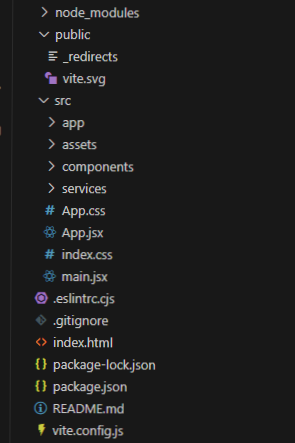 node_modules
public
_redirects
vite.svg
src
app
assets
components
services
App.css
App.jsx
index.css
main.jsx
.eslintrc.cjs
.gitignore
index.html
package-lock.json
package.json
README.md
vite.config.js